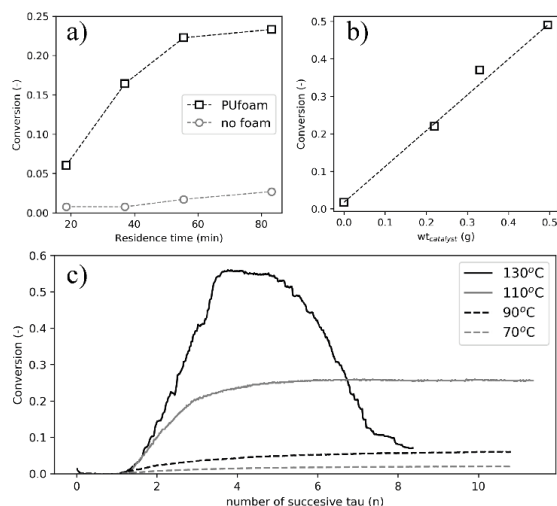 a)
0.25
0.20
0.15
0.10
0.05
0.00
Conversion (-)
PUfoam
no foam
20
40
60
80
Residence time (min)
b)
0.5
0.4
0.3
0.2
0.1
0.0
Conversion (-)
0.0
0.1
0.2
0.3
0.4
0.5
wt_catalyst (g)
c)
0.6
0.5
0.4
0.3
0.2
0.1
0.0
Conversion (-)
130°C
110°C
90°C
70°C
0
2
4
6
8
10
number of succesive tau (n)